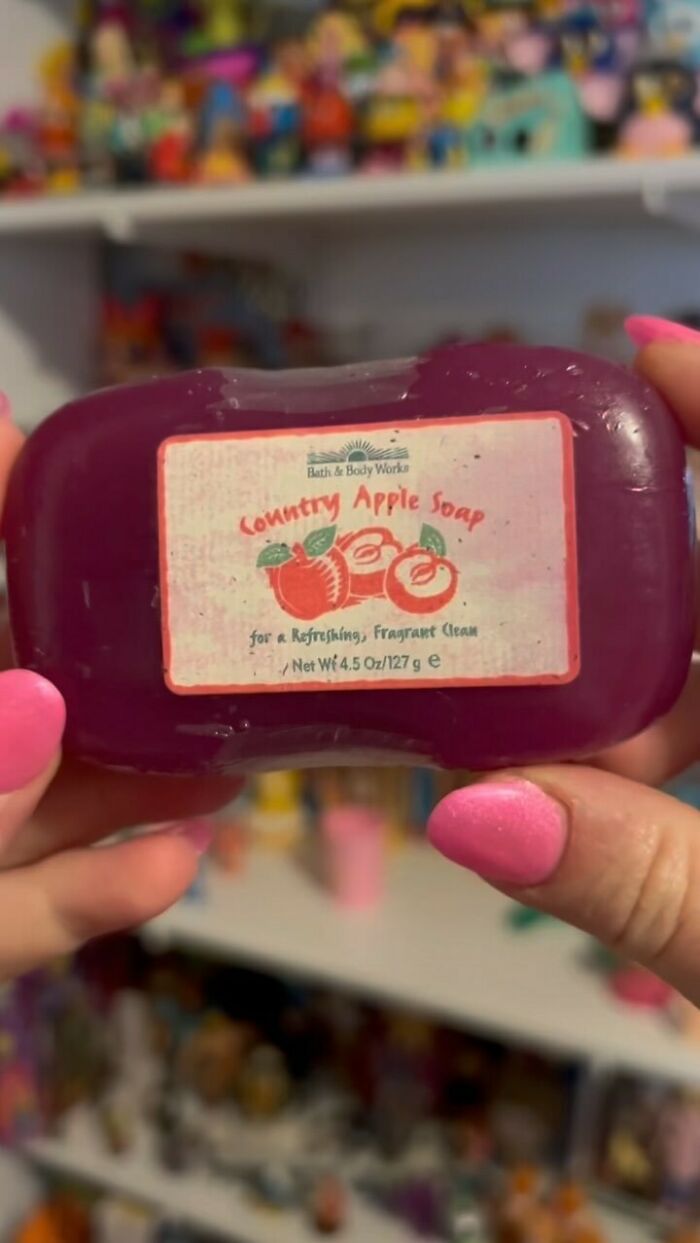 Bath & Body Works
Country Apple Soap
for a Refreshing, Fragrant Clean
Net Wt 4.5 Oz/127 g e